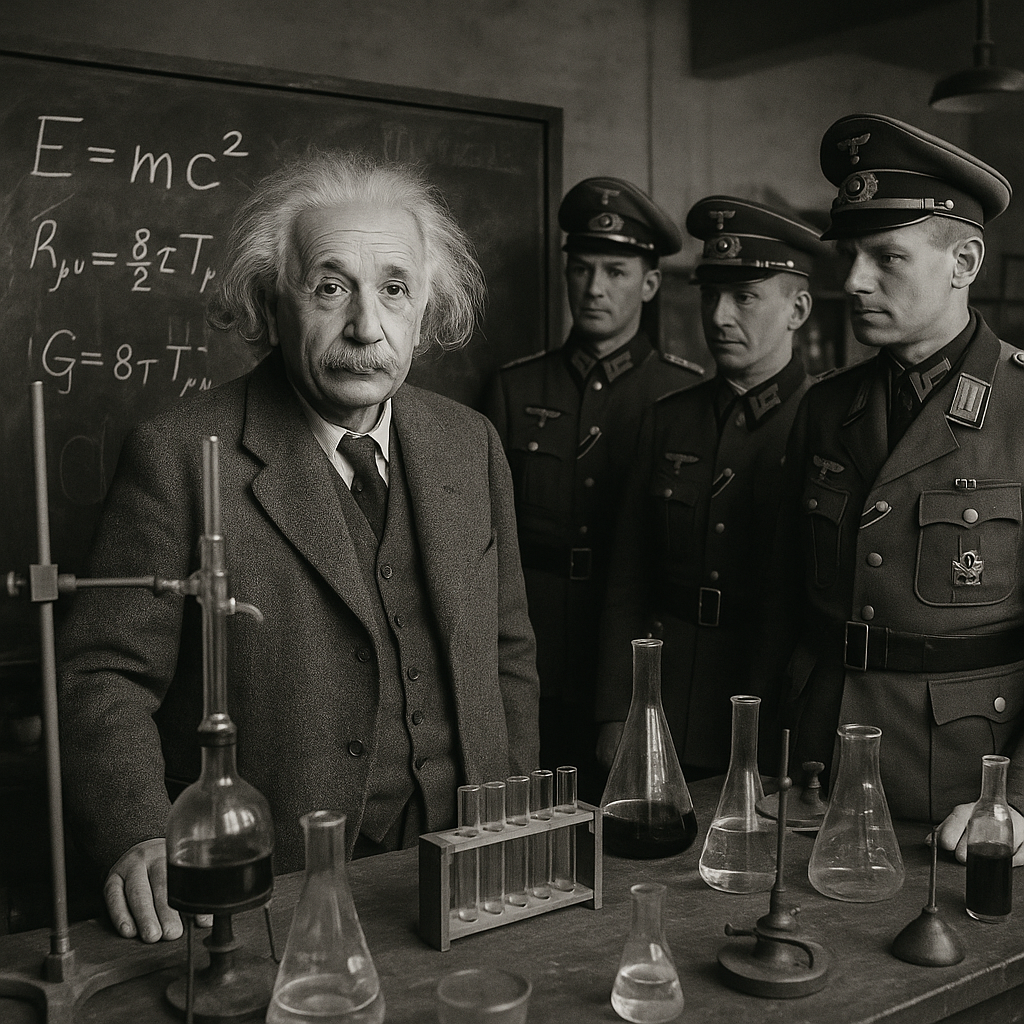 E = mc²
Rμν = 8/2 τ Tμ
G = 8τ Tμν